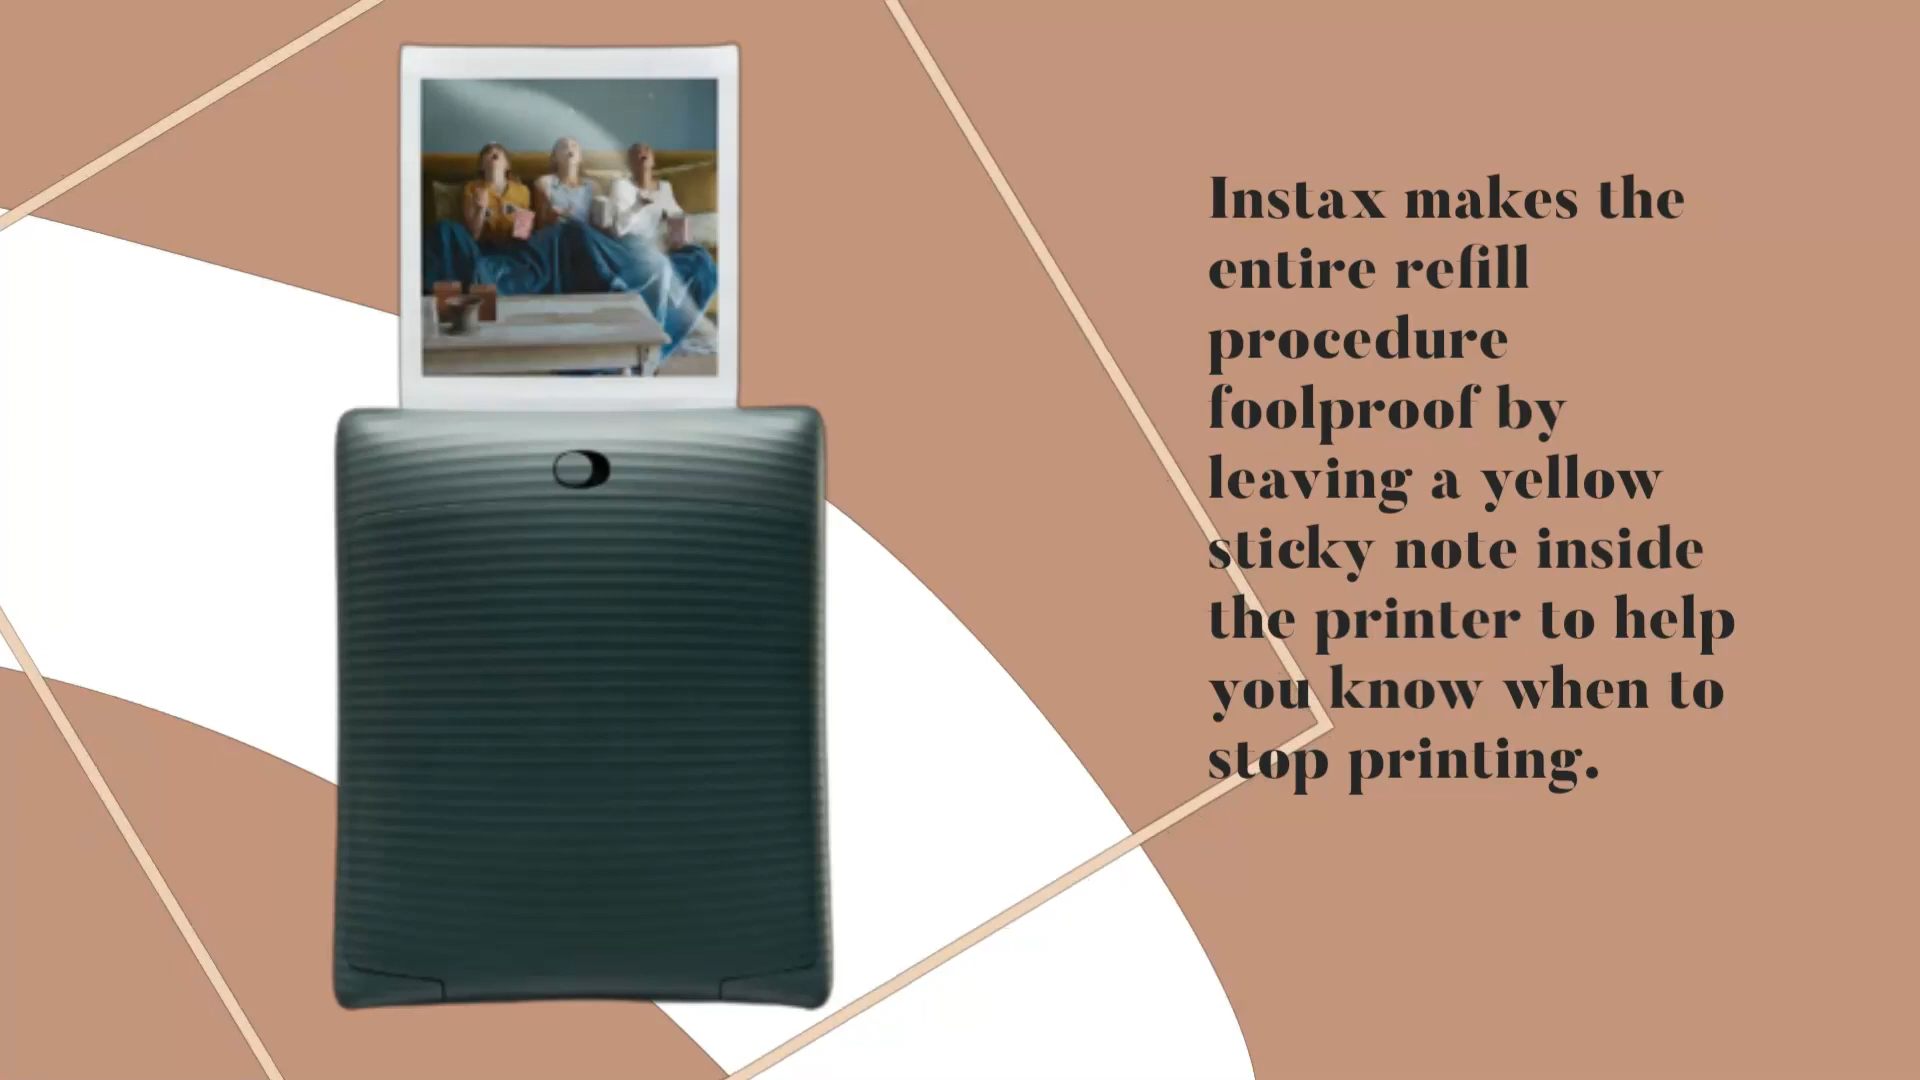 Instax makes the
entire refill
procedure
foolproof by
leaving a yellow
sticky note inside
the printer to help
you know when to
stop printing.